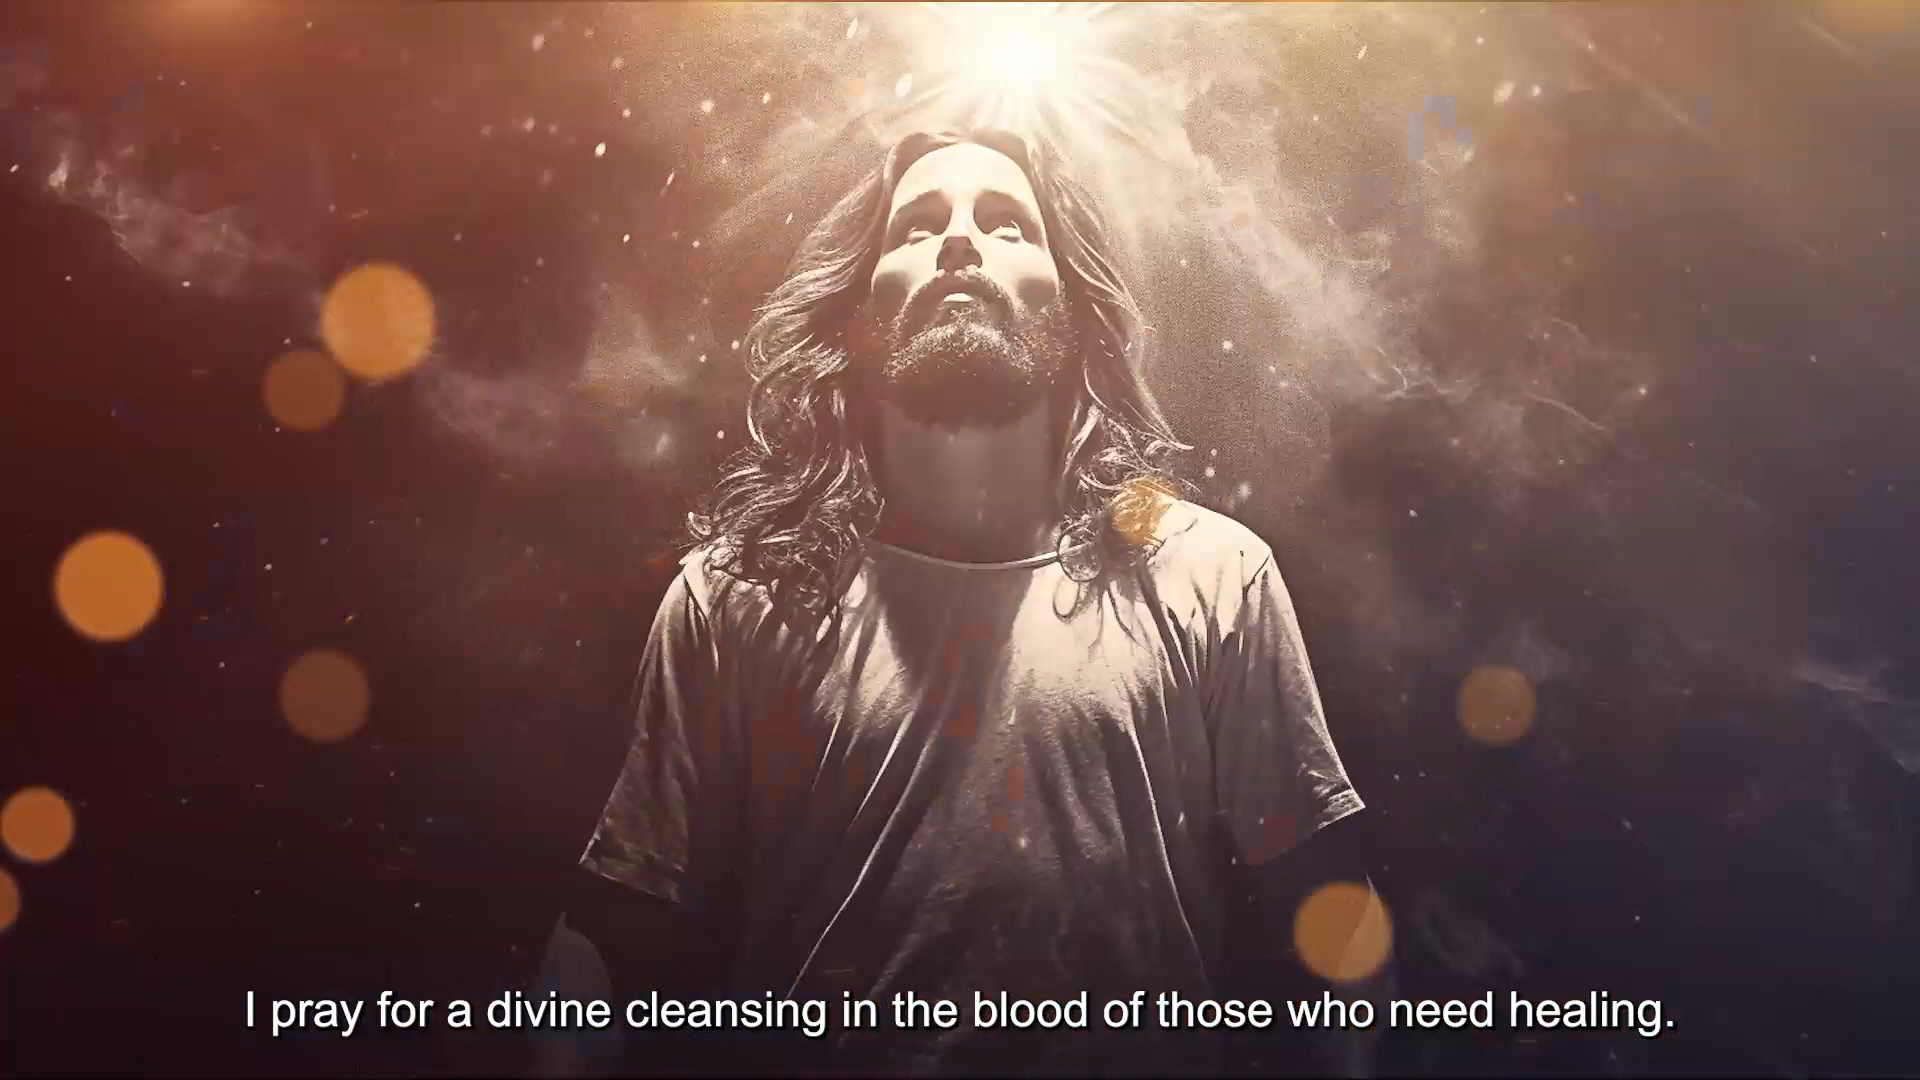 I pray for a divine cleansing in the blood of those who need healing.